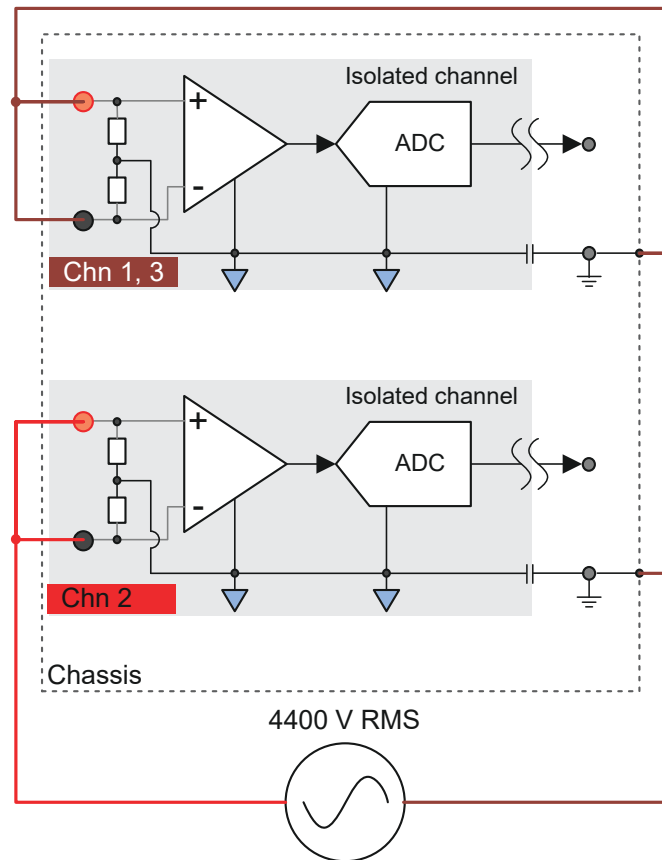 Isolated channel
+
ADC
-
Chn 1, 3
Isolated channel
+
ADC
-
Chn 2
Chassis
4400 V RMS